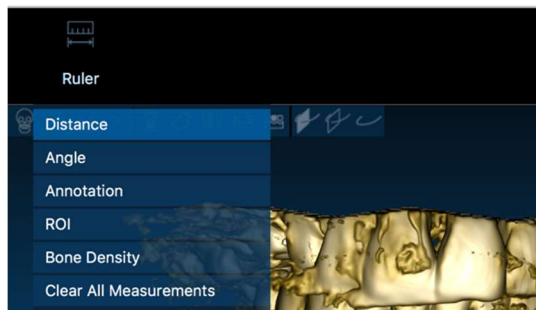 Ruler
Distance
Angle
Annotation
ROI
Bone Density
Clear All Measurements